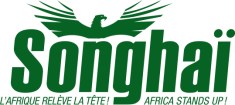 Songhaï
L'AFRIQUE RELÈVE LA TÊTE! AFRICA STANDS UP!